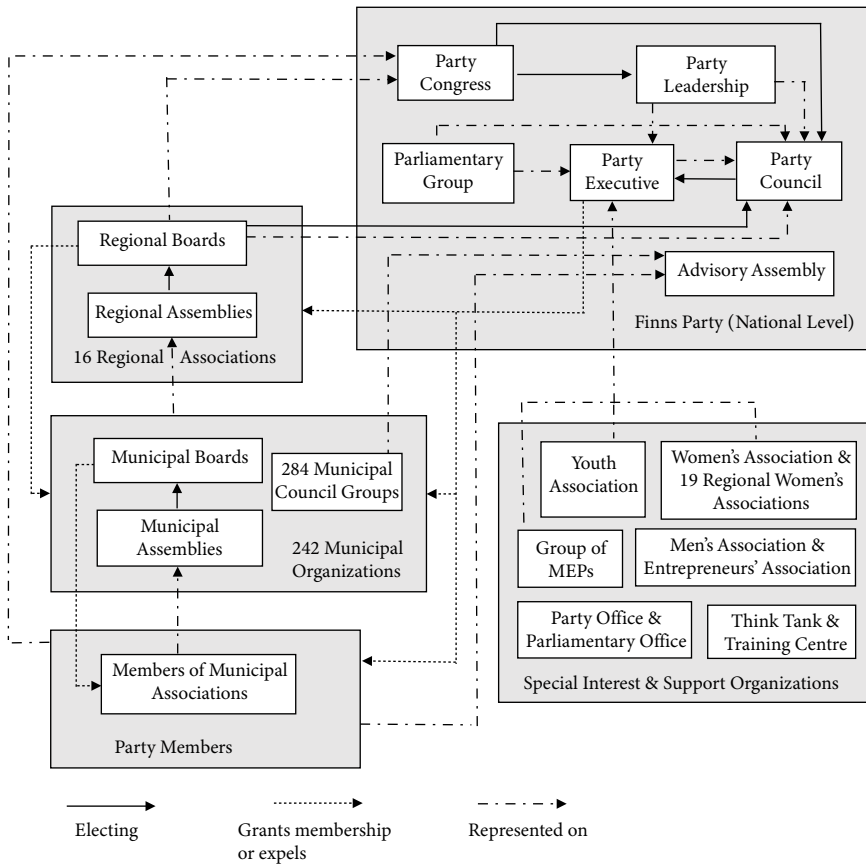 Party
Congress
Party
Leadership
Parliamentary
Group
Party
Executive
Party
Council
Advisory Assembly
Finns Party (National Level)
Regional Boards
Regional Assemblies
16 Regional Associations
Municipal Boards
284 Municipal
Council Groups
Municipal
Assemblies
242 Municipal
Organizations
Members of Municipal
Associations
Party Members
Youth
Association
Women's Association &
19 Regional Women's
Associations
Group of
MEPs
Men's Association &
Entrepreneurs' Association
Party Office &
Parliamentary Office
Think Tank &
Training Centre
Special Interest & Support Organizations
Electing
Grants membership
or expels
Represented on